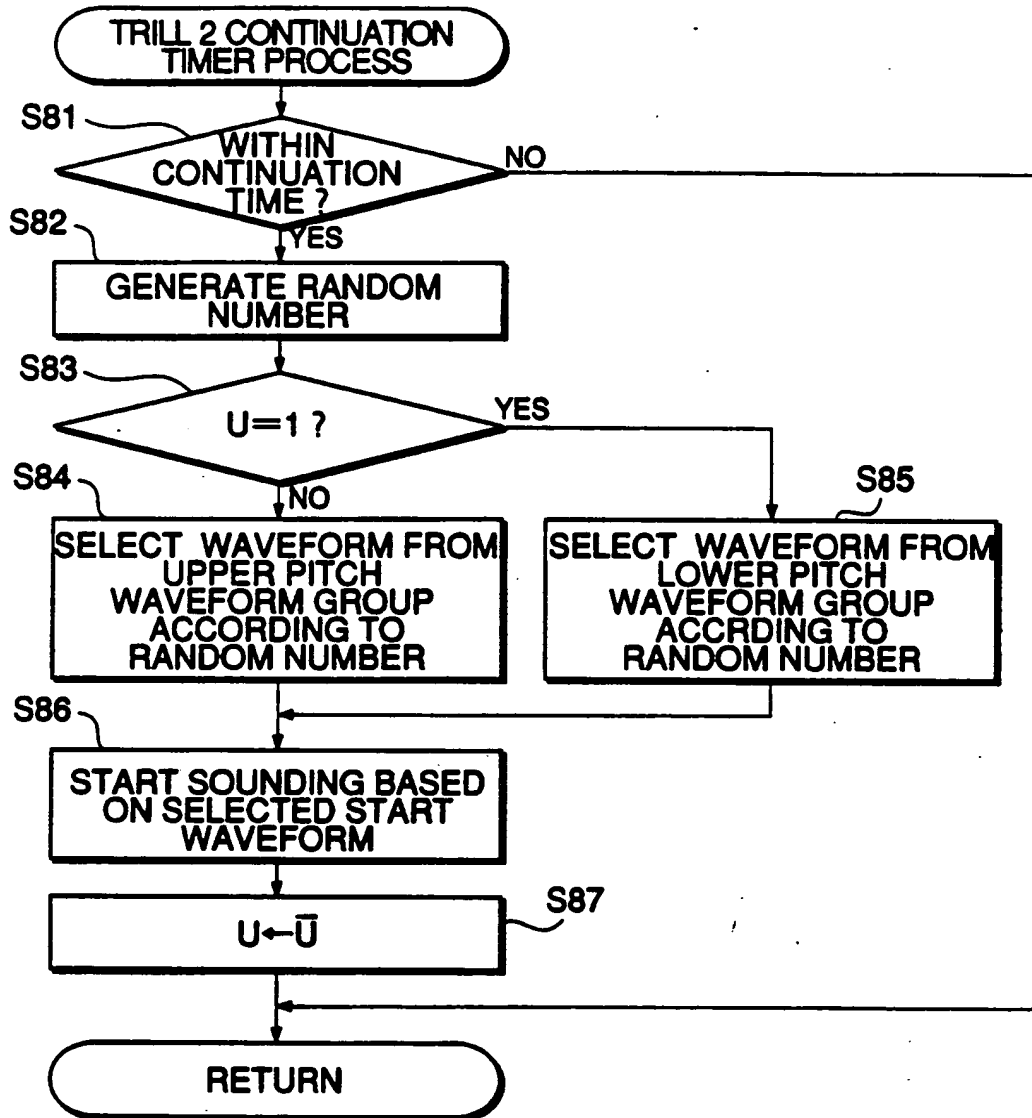 TRILL 2 CONTINUATION
TIMER PROCESS
S81
WITHIN
CONTINUATION
TIME ?
NO
YES
S82
GENERATE RANDOM
NUMBER
S83
U=1 ?
YES
NO
S84
SELECT WAVEFORM FROM
UPPER PITCH
WAVEFORM GROUP
ACCORDING TO
RANDOM NUMBER
S85
SELECT WAVEFORM FROM
LOWER PITCH
WAVEFORM GROUP
ACCRDING TO
RANDOM NUMBER
S86
START SOUNDING BASED
ON SELECTED START
WAVEFORM
S87
U←Ū
RETURN